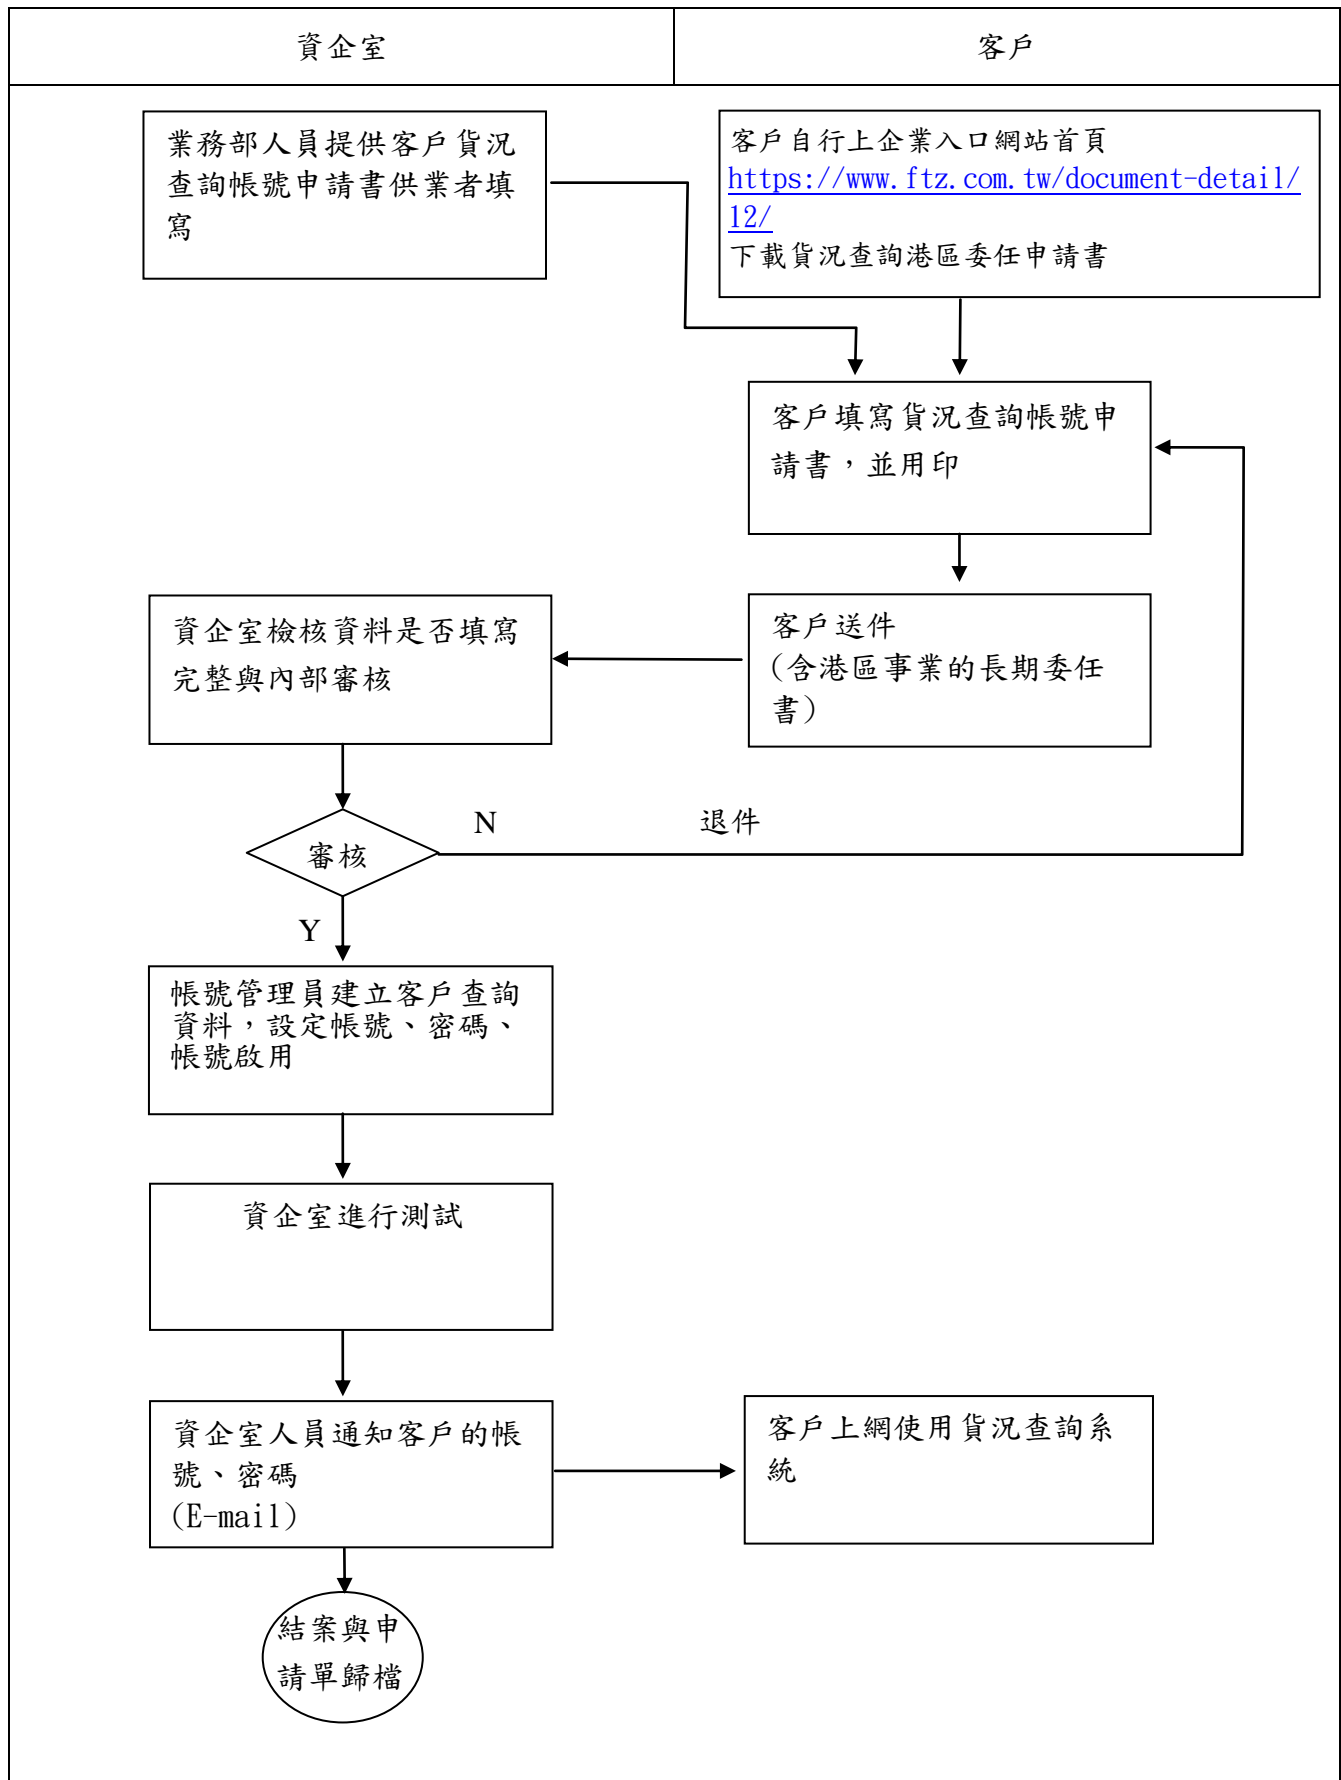 資企室
客戶
業務部人員提供客戶貨況
查詢帳號申請書供業者填
寫
客戶自行上企業入口網站首頁
https://www.ftz.com.tw/document-detail/
12/
下載貨況查詢港區委任申請書
客戶填寫貨況查詢帳號申
請書，並用印
客戶送件
(含港區事業的長期委任
書)
資企室檢核資料是否填寫
完整與內部審核
審核
N
退件
Y
帳號管理員建立客戶查詢
資料，設定帳號、密碼、
帳號啟用
資企室進行測試
資企室人員通知客戶的帳
號、密碼
(E-mail)
客戶上網使用貨況查詢系
統
結案與申
請單歸檔